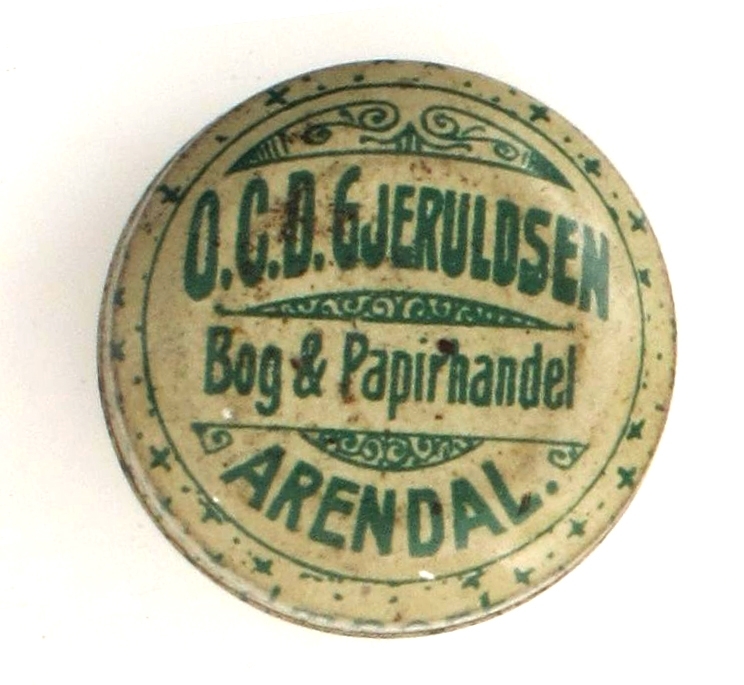 O.C.D. GJERULDSEN
Bog & Papirhandel
ARENDAL.